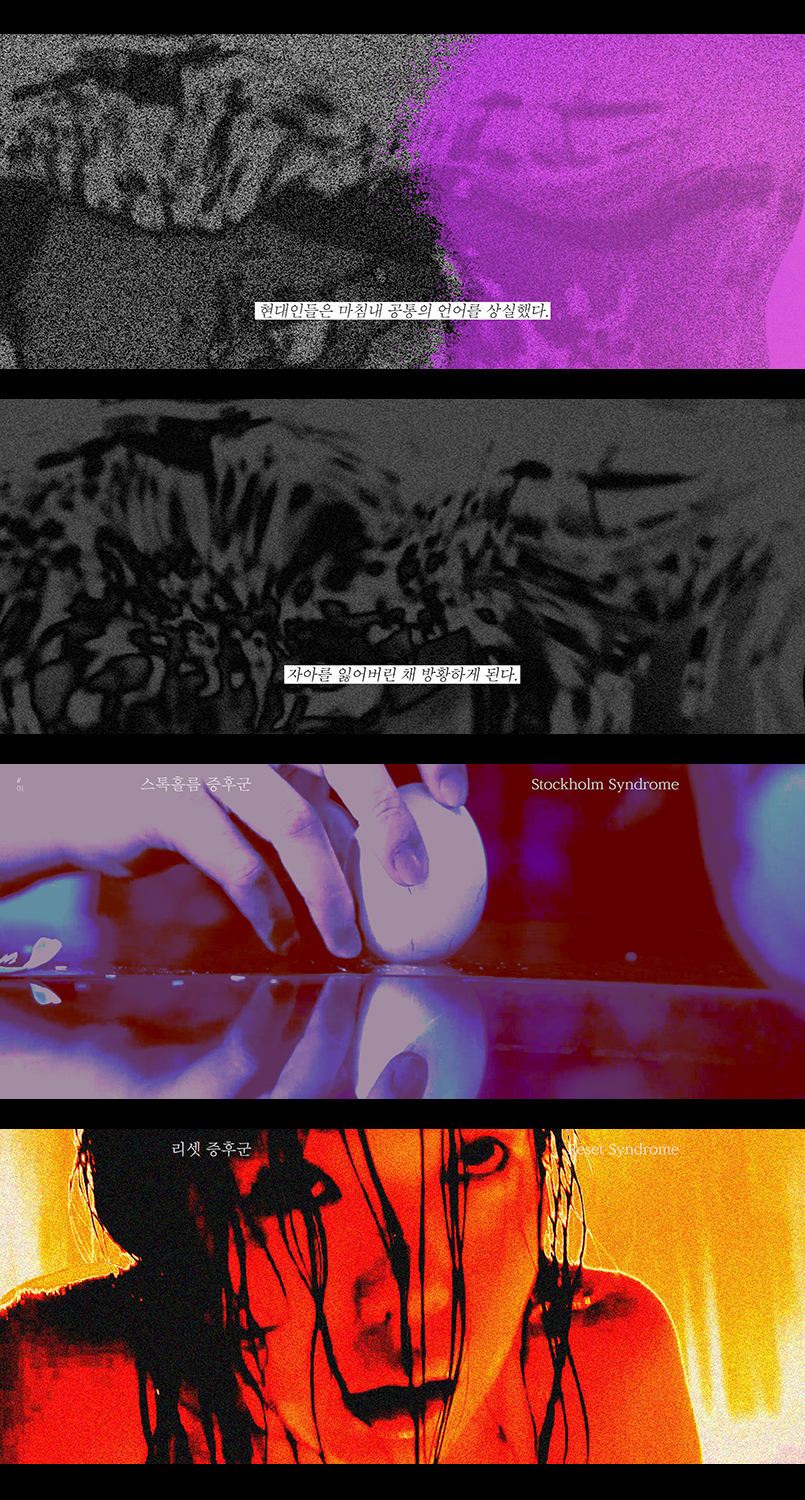 현대인들은 마침내 공통의 언어를 상실했다.
자아를 잃어버린 채 방황하게 된다.
#
01
스톡홀름 증후군
Stockholm Syndrome
리셋 증후군
Reset Syndrome